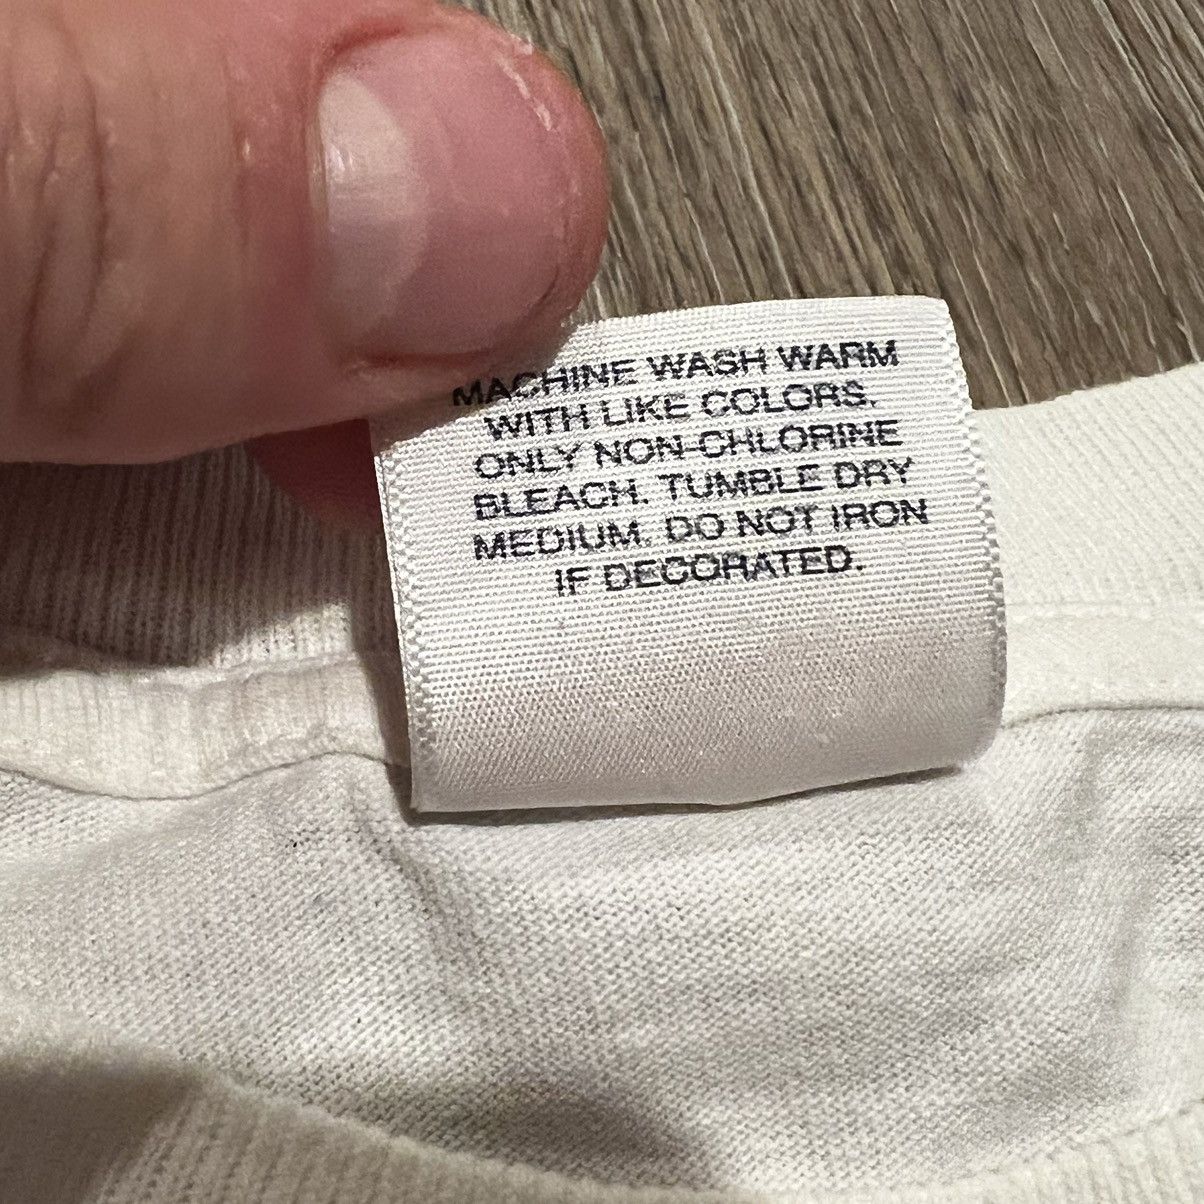 MACHINE WASH WARM
WITH LIKE COLORS.
ONLY NON-CHLORINE
BLEACH. TUMBLE DRY
MEDIUM. DO NOT IRON
IF DECORATED.